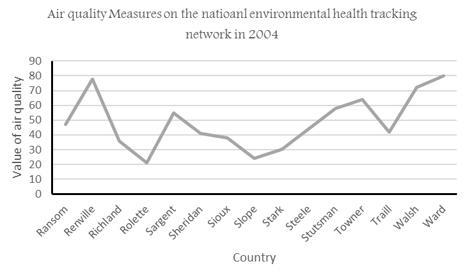 Air quality Measures on the natioanl environmental health tracking
network in 2004
Value of air quality
90
80
70
60
50
40
30
20
10
0
Ransom
Renville
Richland
Rolette
Sargent
Sheridan
Sioux
Slope
Stark
Steele
Stutsman
Towner
Traill
Walsh
Ward
Country